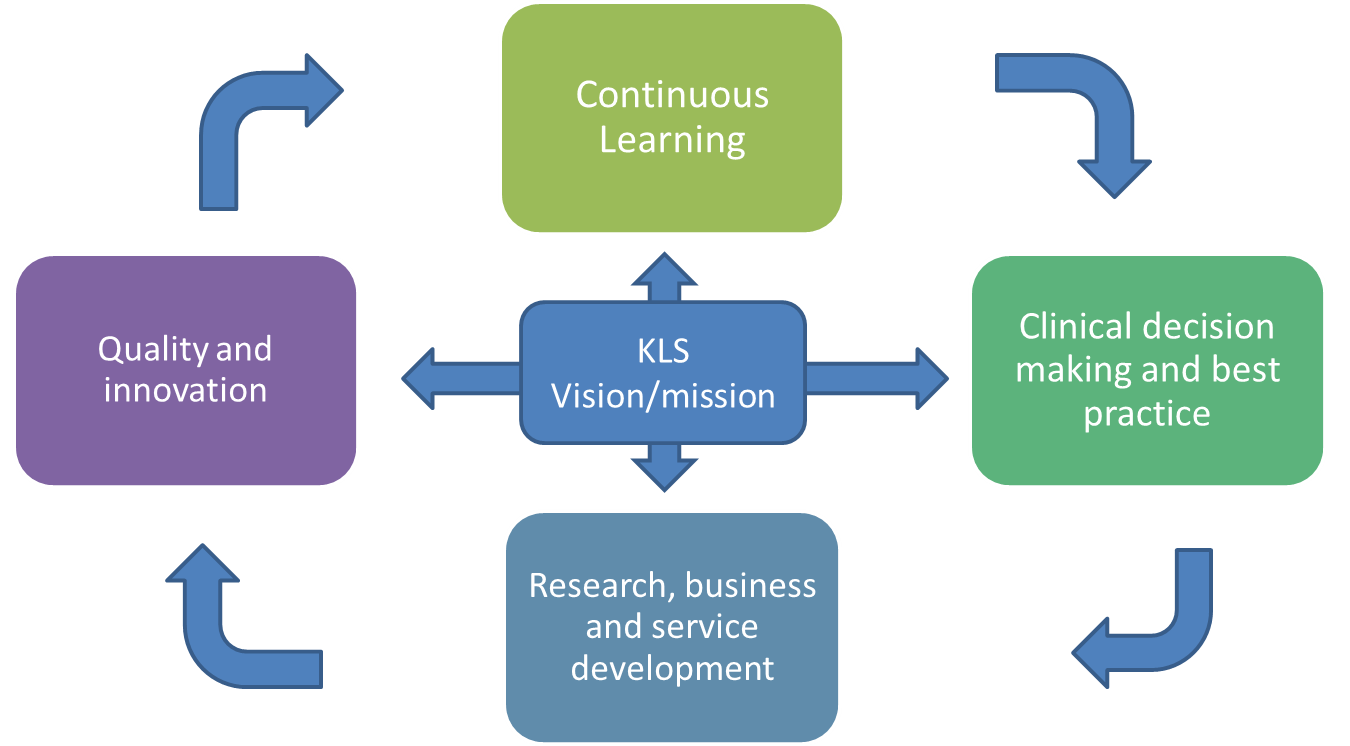 Continuous
Learning
Quality and
innovation
KLS
Vision/mission
Clinical decision
making and best
practice
Research, business
and service
development